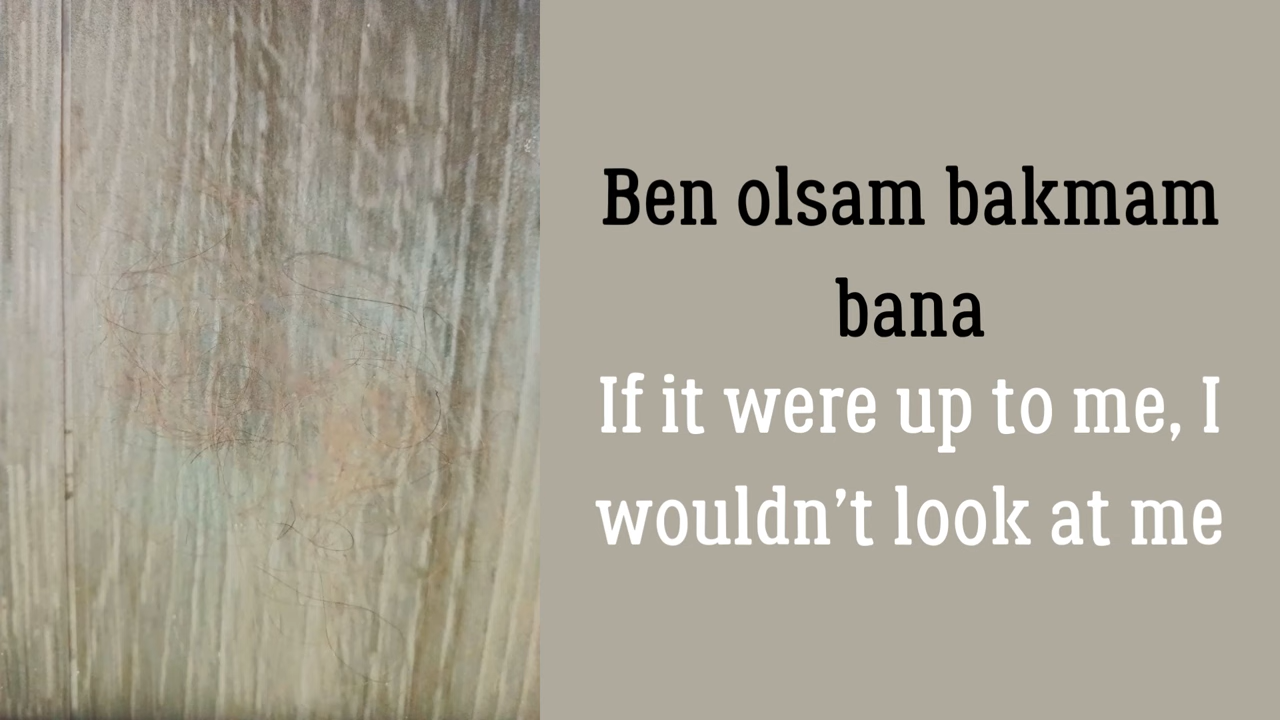 Ben olsam bakmam
bana
If it were up to me, I
wouldn’t look at me